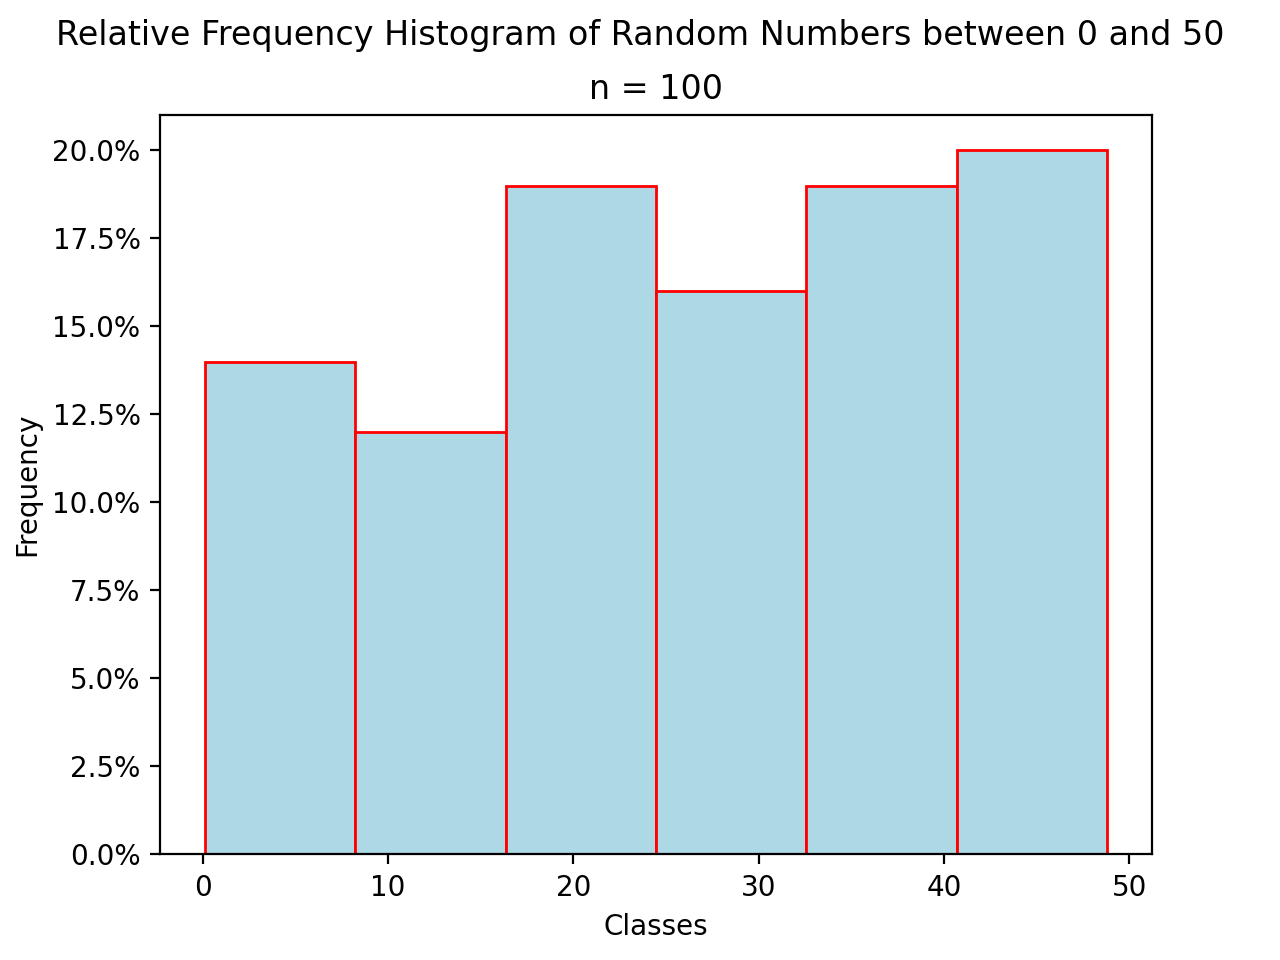 Relative Frequency Histogram of Random Numbers between 0 and 50
n = 100
20.0%
17.5%
15.0%
12.5%
10.0%
7.5%
5.0%
2.5%
0.0%
Frequency
0 10 20 30 40 50
Classes